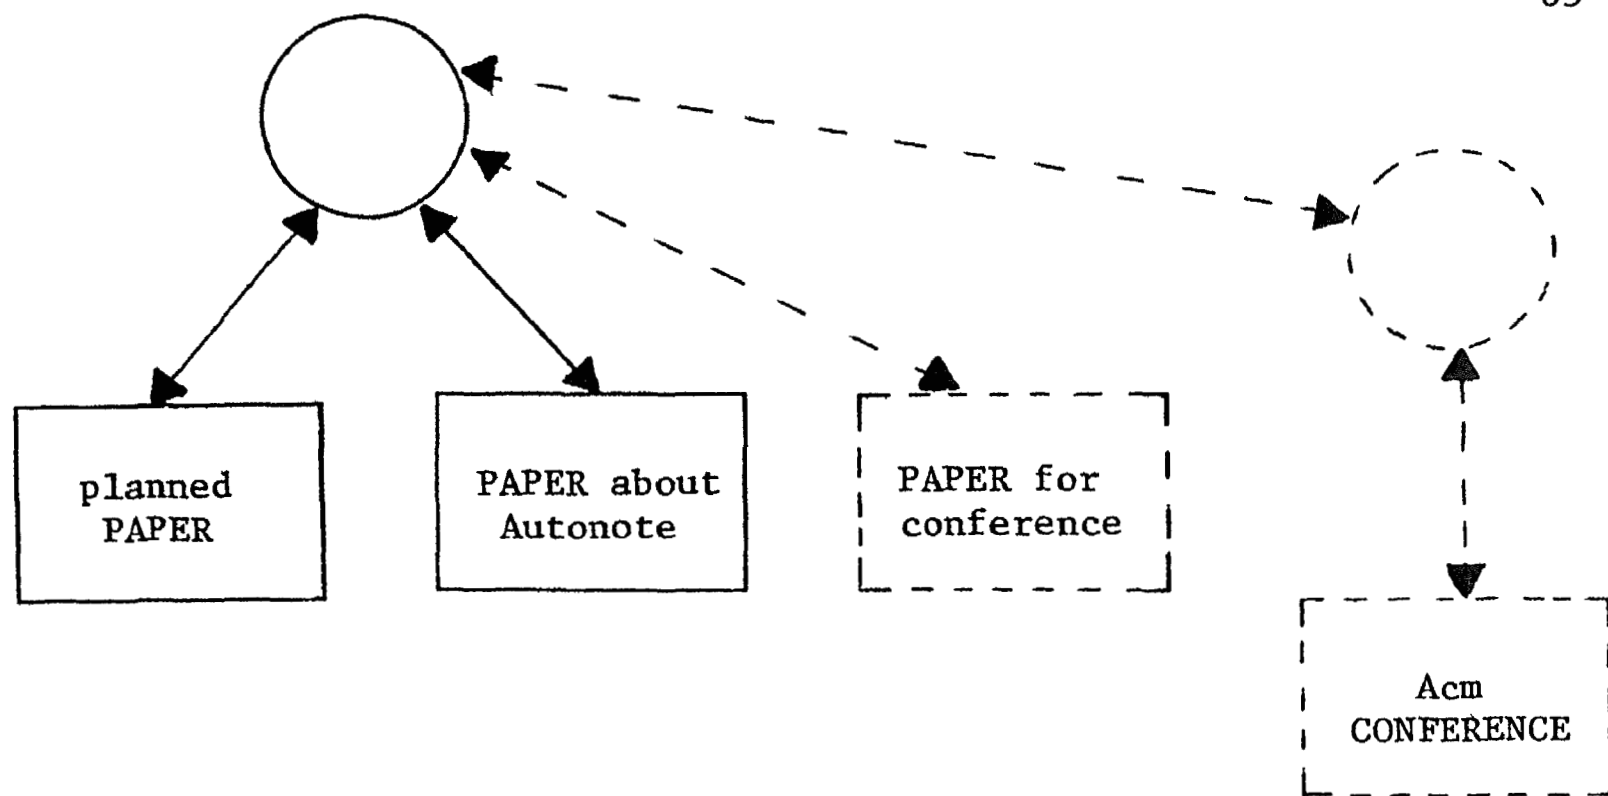 planned
PAPER
PAPER about
Autonote
PAPER for
conference
Acm
CONFERENCE